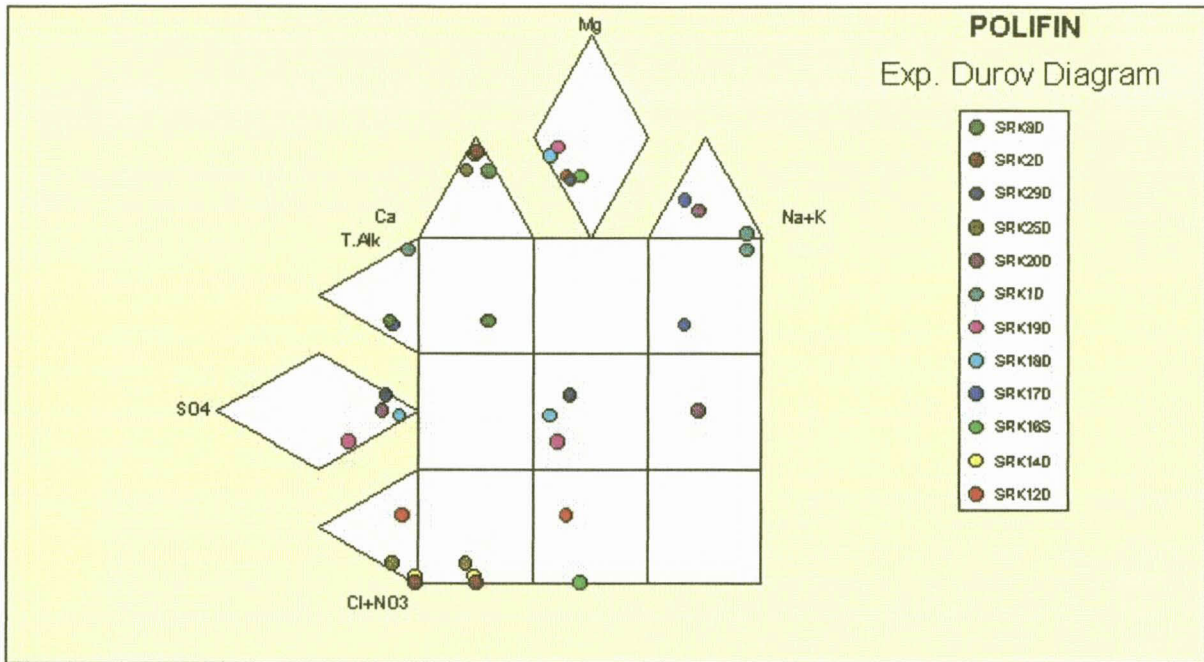 POLIFIN
Exp. Durov Diagram
Mg
Ca
Na+K
T.Alk
SO4
Cl+NO3
SRK9D
SRK2D
SRK29D
SRK25D
SRK20D
SRK1D
SRK19D
SRK18D
SRK17D
SRK16S
SRK14D
SRK12D